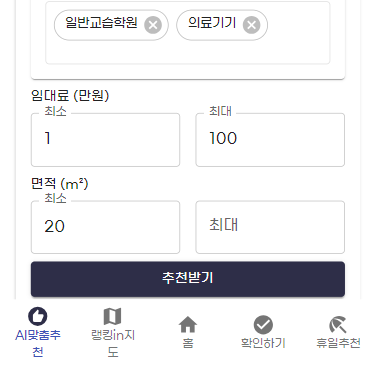 일반교습학원 의료기기
임대료 (만원)
최소 최대
1 100
면적 (m²)
최소
20 최대
추천받기
AI맞춤추천 랭킹in지도 홈 확인하기 휴일추천